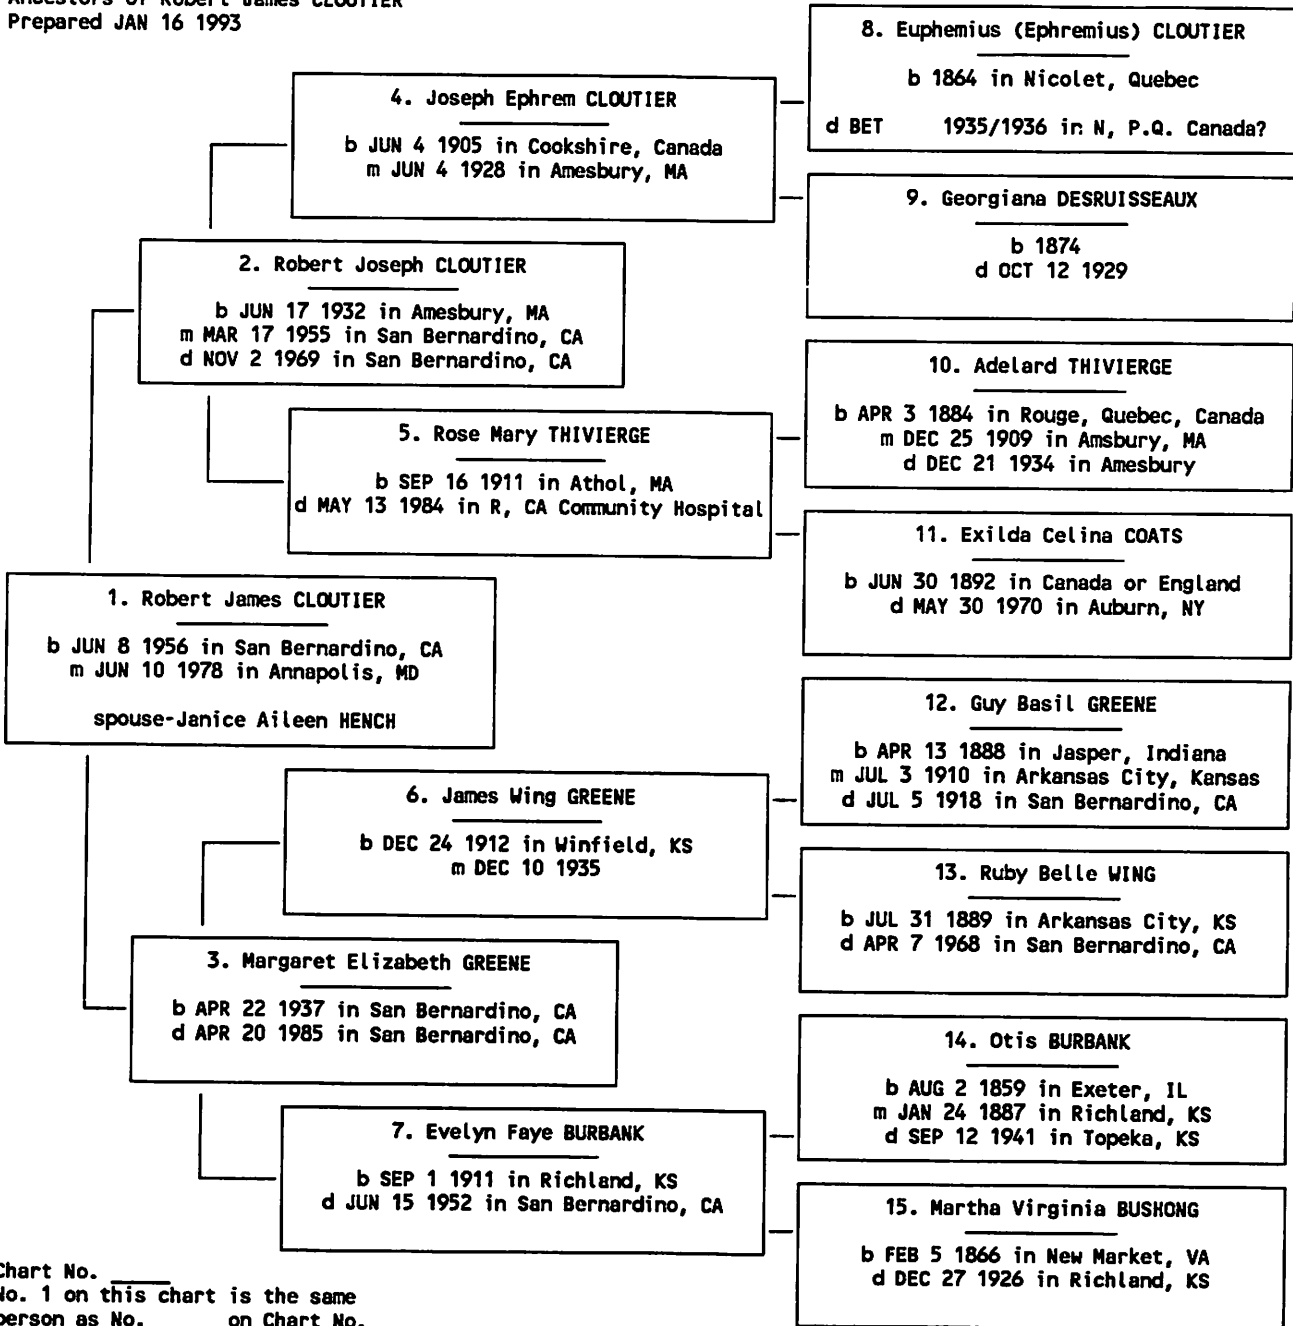 Ancestors of Robert James CLOUTIER
Prepared JAN 16 1993
8. Euphemius (Ephremius) CLOUTIER
b 1864 in Nicolet, Quebec
d BET 1935/1936 in N, P.Q. Canada?
4. Joseph Ephrem CLOUTIER
b JUN 4 1905 in Cookshire, Canada
m JUN 4 1928 in Amesbury, MA
9. Georgiana DESRUISSEAUX
b 1874
d OCT 12 1929
2. Robert Joseph CLOUTIER
b JUN 17 1932 in Amesbury, MA
m MAR 17 1955 in San Bernardino, CA
d NOV 2 1969 in San Bernardino, CA
10. Adelard THIVIERGE
b APR 3 1884 in Rouge, Quebec, Canada
m DEC 25 1909 in Amsbury, MA
d DEC 21 1934 in Amesbury
5. Rose Mary THIVIERGE
b SEP 16 1911 in Athol, MA
d MAY 13 1984 in R, CA Community Hospital
11. Exilda Celina COATS
b JUN 30 1892 in Canada or England
d MAY 30 1970 in Auburn, NY
1. Robert James CLOUTIER
b JUN 8 1956 in San Bernardino, CA
m JUN 10 1978 in Annapolis, MD
spouse-Janice Aileen HENCH
12. Guy Basil GREENE
b APR 13 1888 in Jasper, Indiana
m JUL 3 1910 in Arkansas City, Kansas
d JUL 5 1918 in San Bernardino, CA
6. James Wing GREENE
b DEC 24 1912 in Winfield, KS
m DEC 10 1935
13. Ruby Belle WING
b JUL 31 1889 in Arkansas City, KS
d APR 7 1968 in San Bernardino, CA
3. Margaret Elizabeth GREENE
b APR 22 1937 in San Bernardino, CA
d APR 20 1985 in San Bernardino, CA
14. Otis BURBANK
b AUG 2 1859 in Exeter, IL
m JAN 24 1887 in Richland, KS
d SEP 12 1941 in Topeka, KS
7. Evelyn Faye BURBANK
b SEP 1 1911 in Richland, KS
d JUN 15 1952 in San Bernardino, CA
15. Martha Virginia BUSHONG
b FEB 5 1866 in New Market, VA
d DEC 27 1926 in Richland, KS
Chart No.
No. 1 on this chart is the same
person as No. on Chart No.